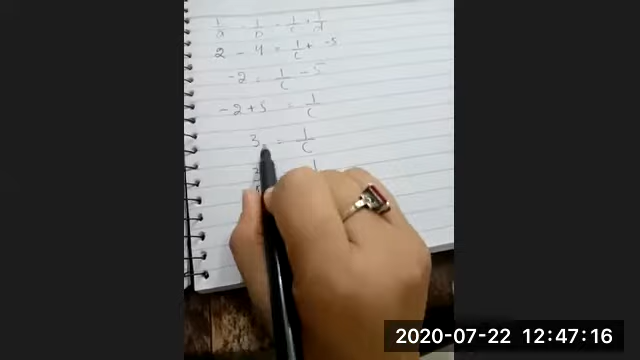 1/a - 1/b = 1/c + 1/d
2 - 4 = 1/c + -5
-2 = 1/c - 5
-2 + 5 = 1/c
3 = 1/c
2020-07-22 12:47:16